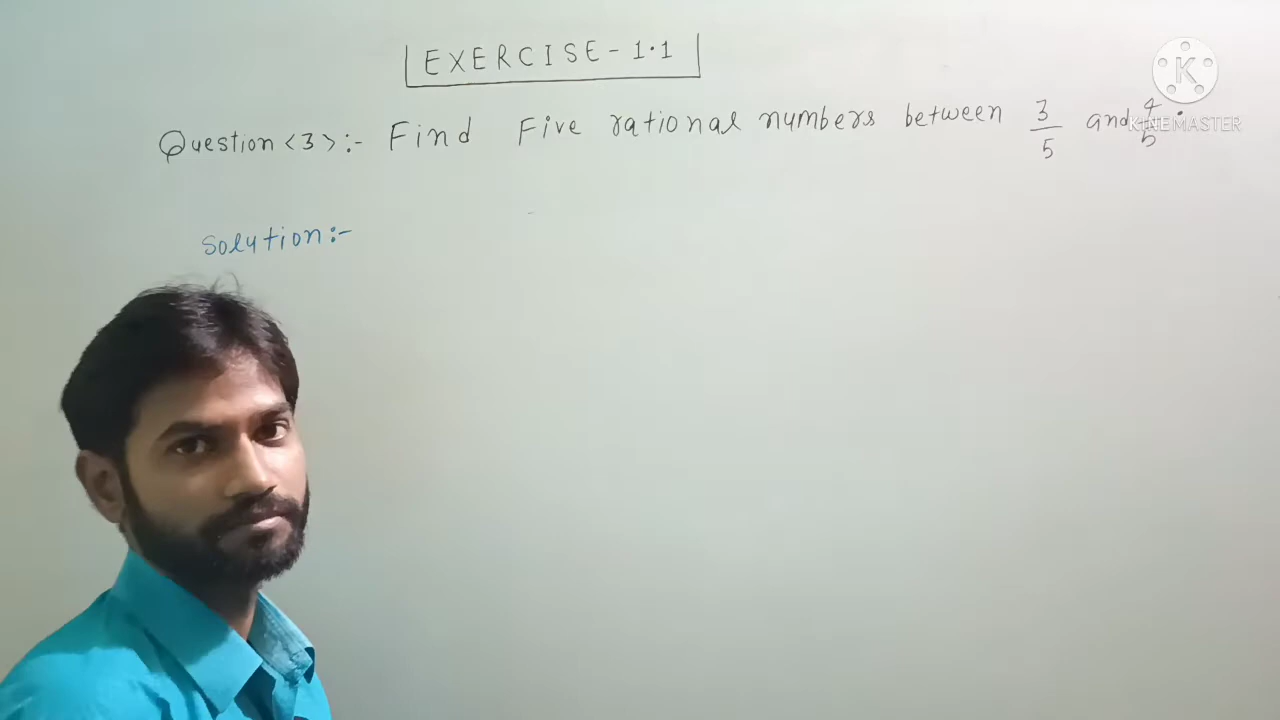 EXERCISE-1.1
K
Question <3> :- Find Five rational numbers between 3/5 and 4/5.
KINEMASTER
Solution:-